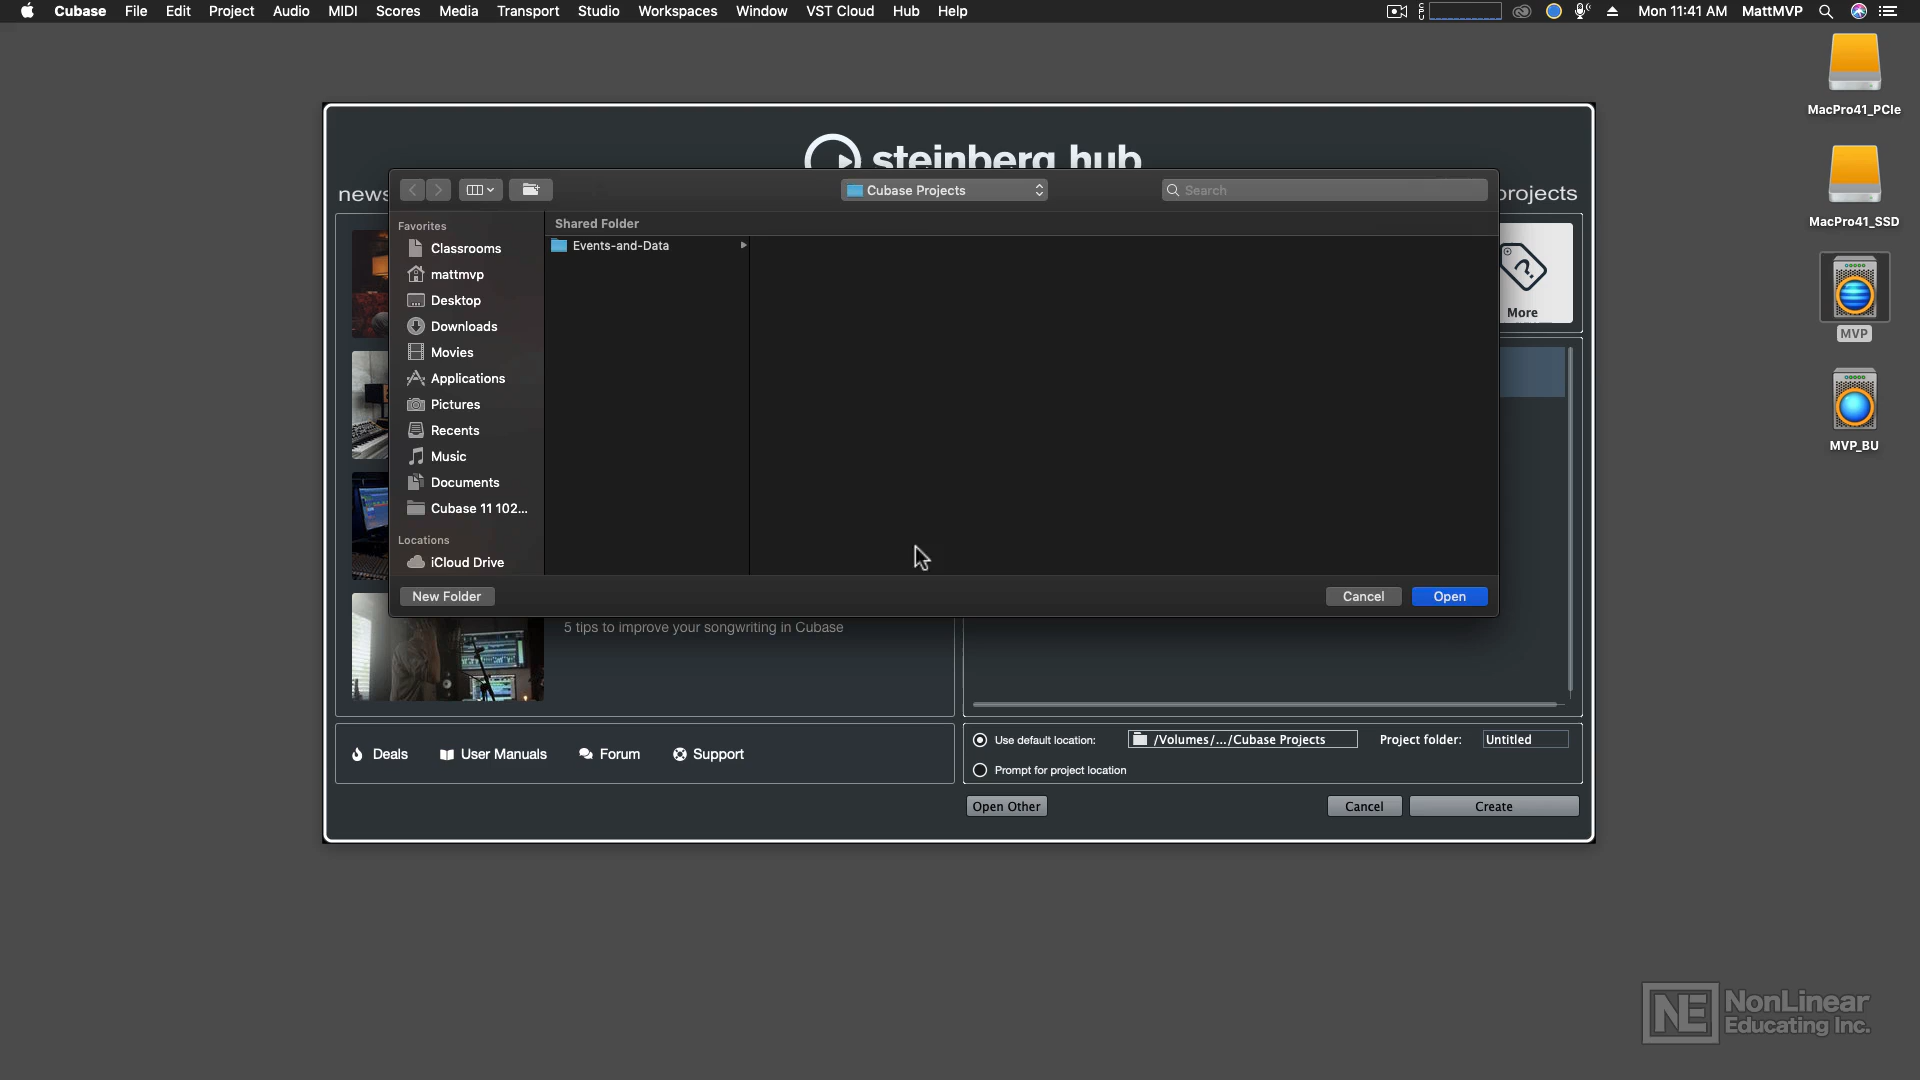 Cubase File Edit Project Audio MIDI Scores Media Transport Studio Workspaces Window VST Cloud Hub Help
Mon 11:41 AM MattMVP
MacPro41_PCIe
MacPro41_SSD
MVP
MVP_BU
steinberg hub
news
projects
Cubase Projects
Search
Favorites
Classrooms
mattmvp
Desktop
Downloads
Movies
Applications
Pictures
Recents
Music
Documents
Cubase 11 102...
Locations
iCloud Drive
Shared Folder
Events-and-Data
More
New Folder
Cancel
Open
5 tips to improve your songwriting in Cubase
Deals User Manuals Forum Support
Use default location: /Volumes/.../Cubase Projects Project folder: Untitled
Prompt for project location
Open Other
Cancel
Create
NE NonLinear
Educating Inc.